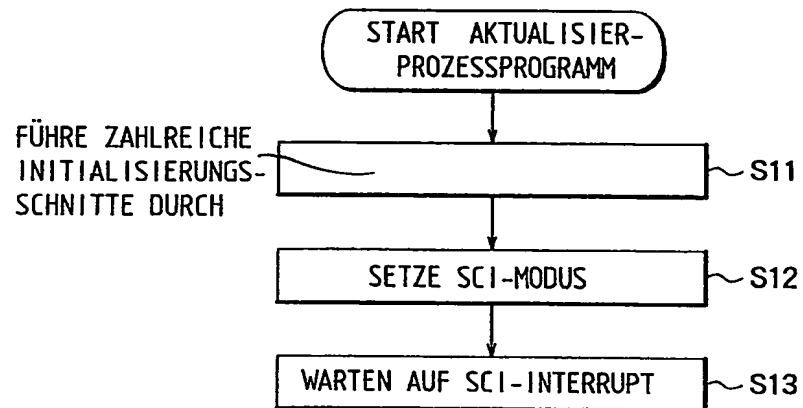 START AKTUALISIER-
PROZESSPROGRAMM
FÜHRE ZAHLREICHE
INITIALISIERUNGS-
SCHNITTE DURCH
S11
SETZE SCI-MODUS
S12
WARTEN AUF SCI-INTERRUPT
S13